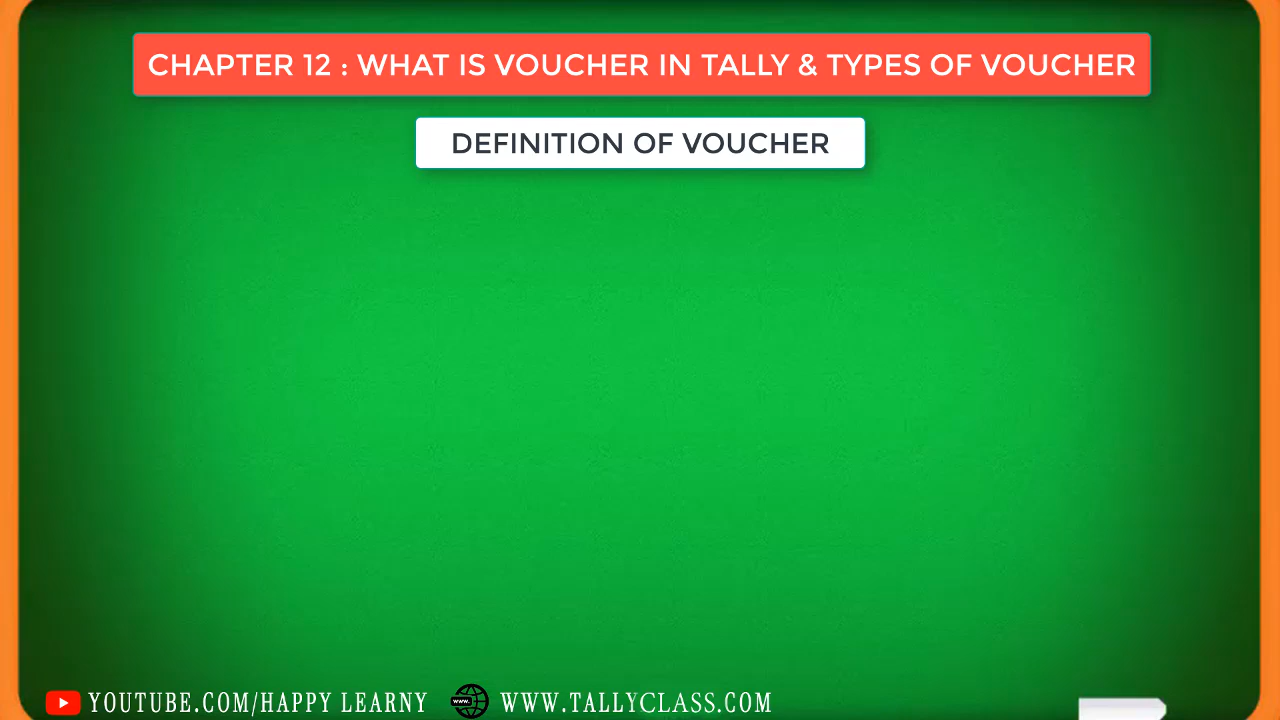 CHAPTER 12 : WHAT IS VOUCHER IN TALLY & TYPES OF VOUCHER
DEFINITION OF VOUCHER
YOUTUBE.COM/HAPPY LEARNY www. WWW.TALLYCLASS.COM